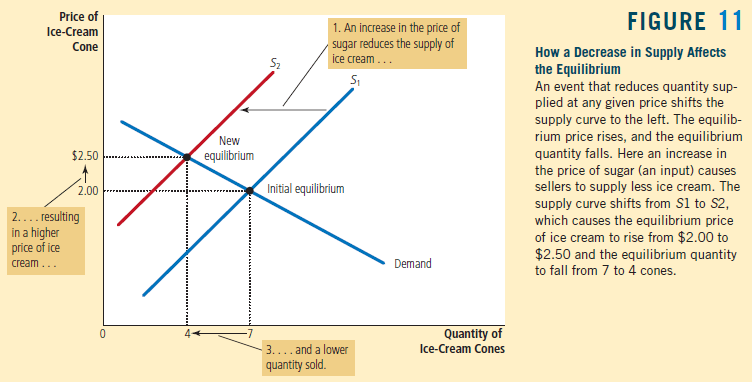 Price of
Ice-Cream
Cone
1. An increase in the price of
sugar reduces the supply of
ice cream . . .
S2
S1
New
equilibrium
$2.50
2.00
Initial equilibrium
2. . . . resulting
in a higher
price of ice
cream . . .
Demand
0
4
7
Quantity of
Ice-Cream Cones
3. . . . and a lower
quantity sold.
FIGURE 11
How a Decrease in Supply Affects
the Equilibrium
An event that reduces quantity sup-
plied at any given price shifts the
supply curve to the left. The equilib-
rium price rises, and the equilibrium
quantity falls. Here an increase in
the price of sugar (an input) causes
sellers to supply less ice cream. The
supply curve shifts from S1 to S2,
which causes the equilibrium price
of ice cream to rise from $2.00 to
$2.50 and the equilibrium quantity
to fall from 7 to 4 cones.